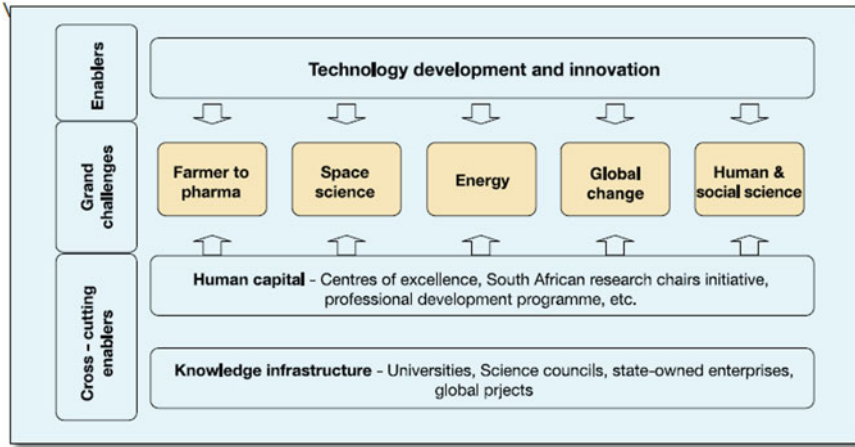 Enablers
Technology development and innovation
Grand
challenges
Farmer to
pharma
Space
science
Energy
Global
change
Human &
social science
Cross - cutting
enablers
Human capital - Centres of excellence, South African research chairs initiative,
professional development programme, etc.
Knowledge infrastructure - Universities, Science councils, state-owned enterprises,
global prjects